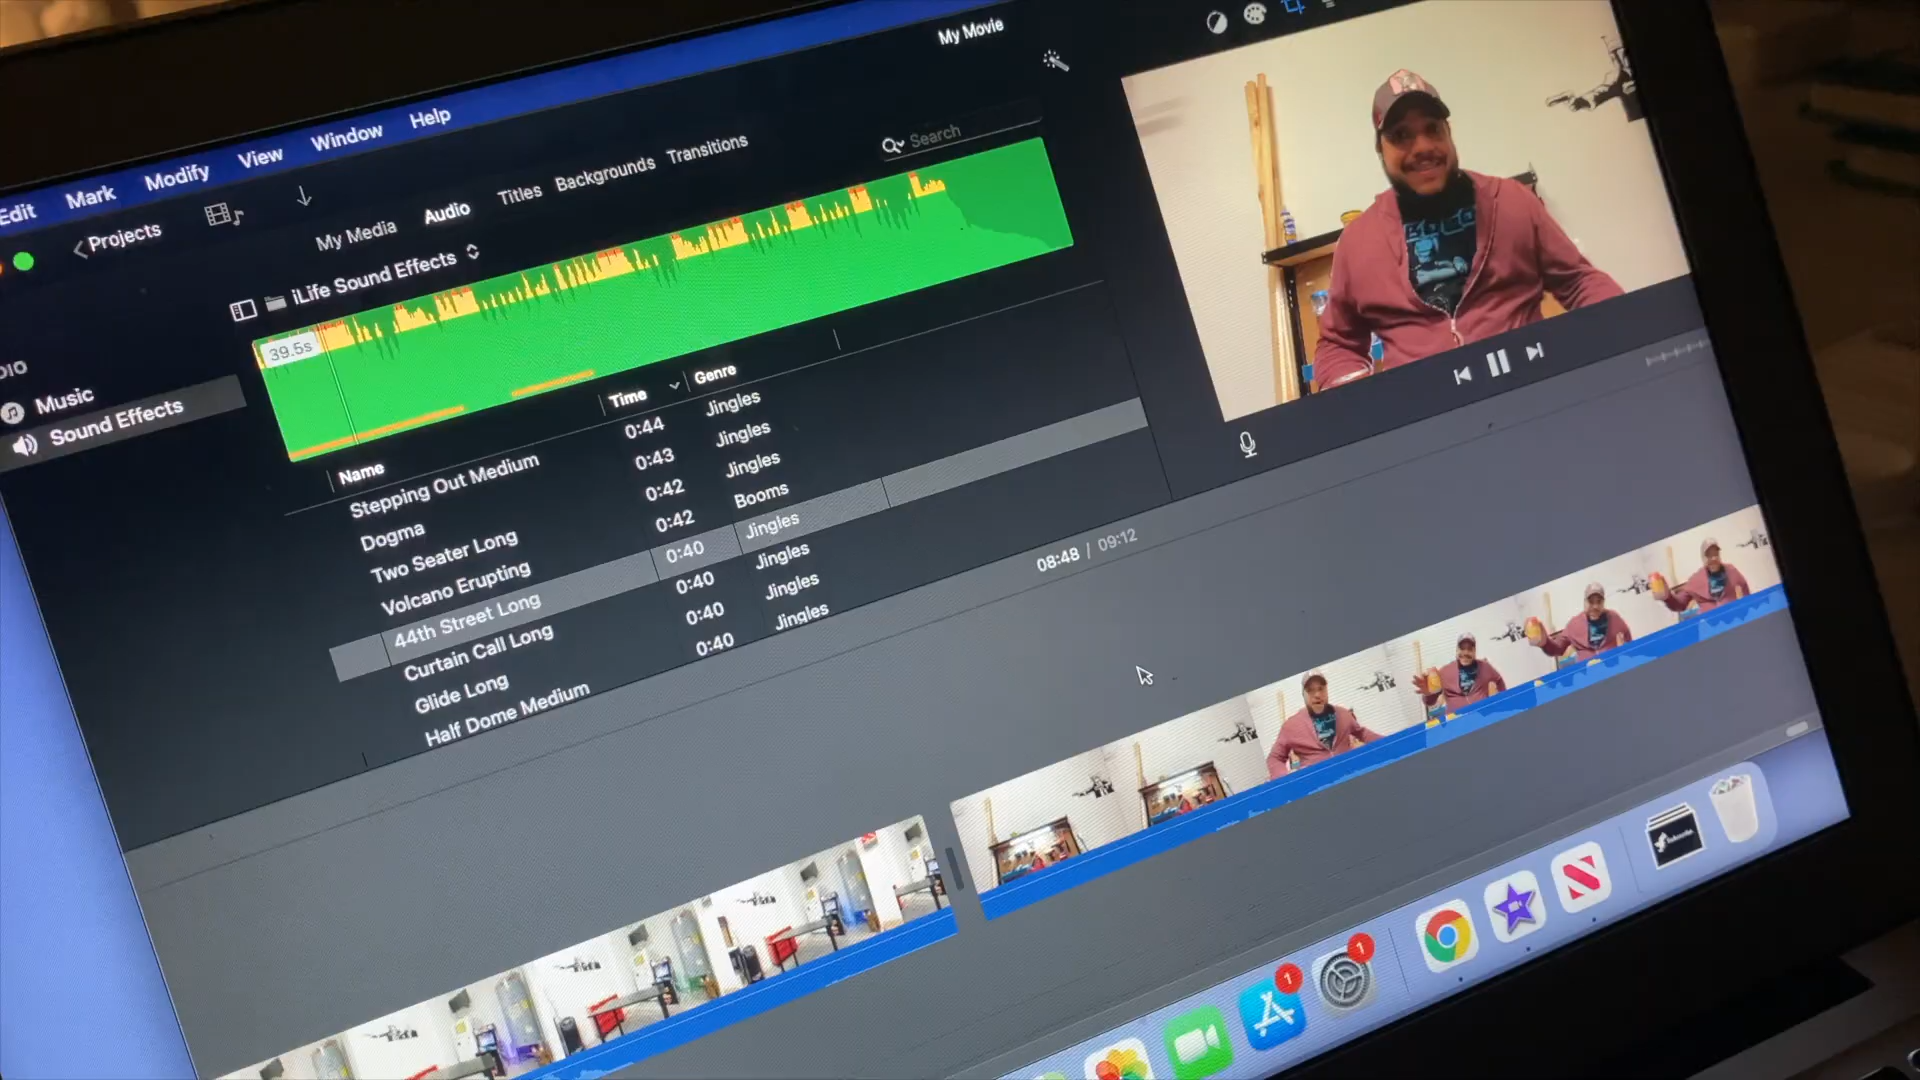 My Movie
Edit Mark Modify View Window Help
Projects
My Media Audio Titles Backgrounds Transitions
Search
iLife Sound Effects
39.5s
Music
Sound Effects
Name Time Genre
Stepping Out Medium 0:44 Jingles
Dogma 0:43 Jingles
Two Seater Long 0:42 Jingles
Volcano Erupting 0:42 Booms
44th Street Long 0:40 Jingles
Curtain Call Long 0:40 Jingles
Glide Long 0:40 Jingles
Half Dome Medium 0:40 Jingles
08:48 / 09:12
1
1